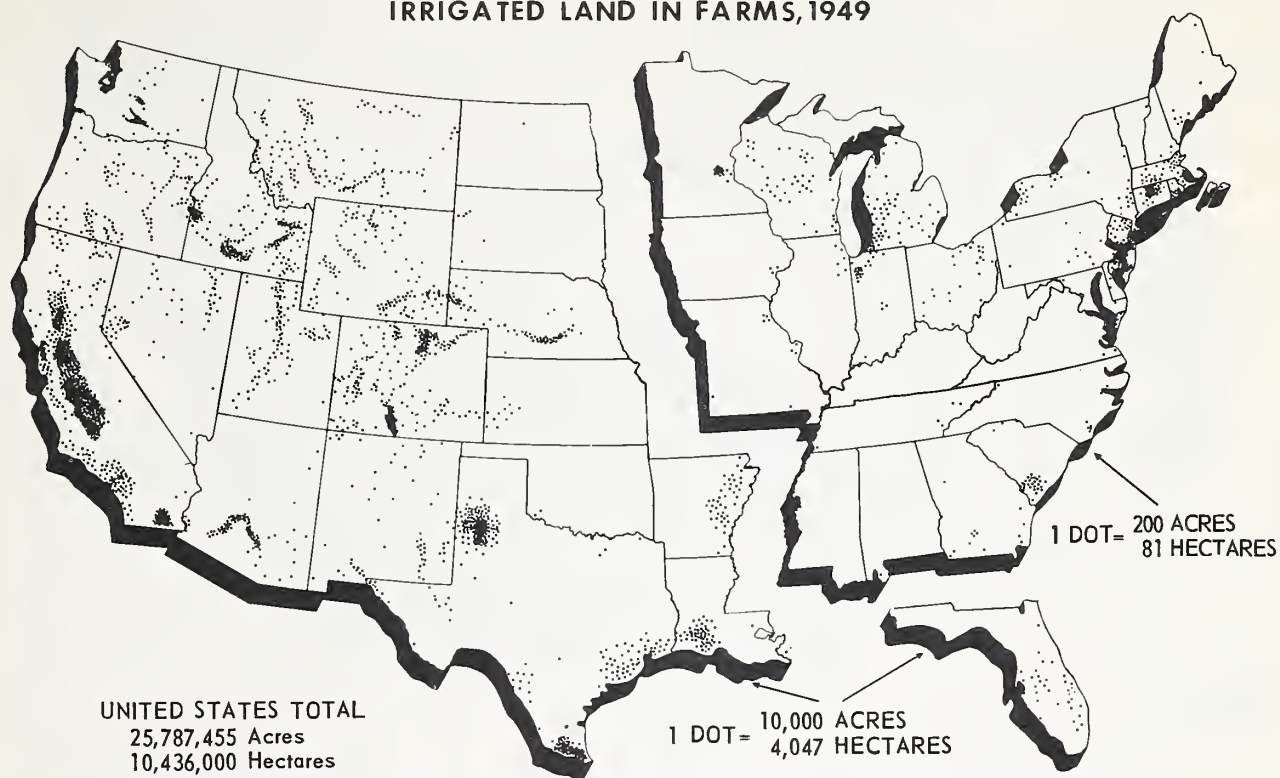 IRRIGATED LAND IN FARMS, 1949
1 DOT= 200 ACRES
81 HECTARES
1 DOT= 10,000 ACRES
4,047 HECTARES
UNITED STATES TOTAL
25,787,455 Acres
10,436,000 Hectares